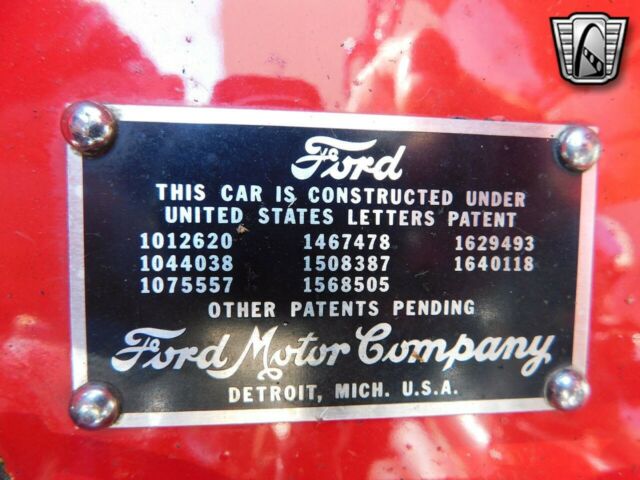 Ford
THIS CAR IS CONSTRUCTED UNDER
UNITED STATES LETTERS PATENT
1012620 1467478 1629493
1044038 1508387 1640118
1075557 1568505
OTHER PATENTS PENDING
Ford Motor Company
DETROIT, MICH. U.S.A.